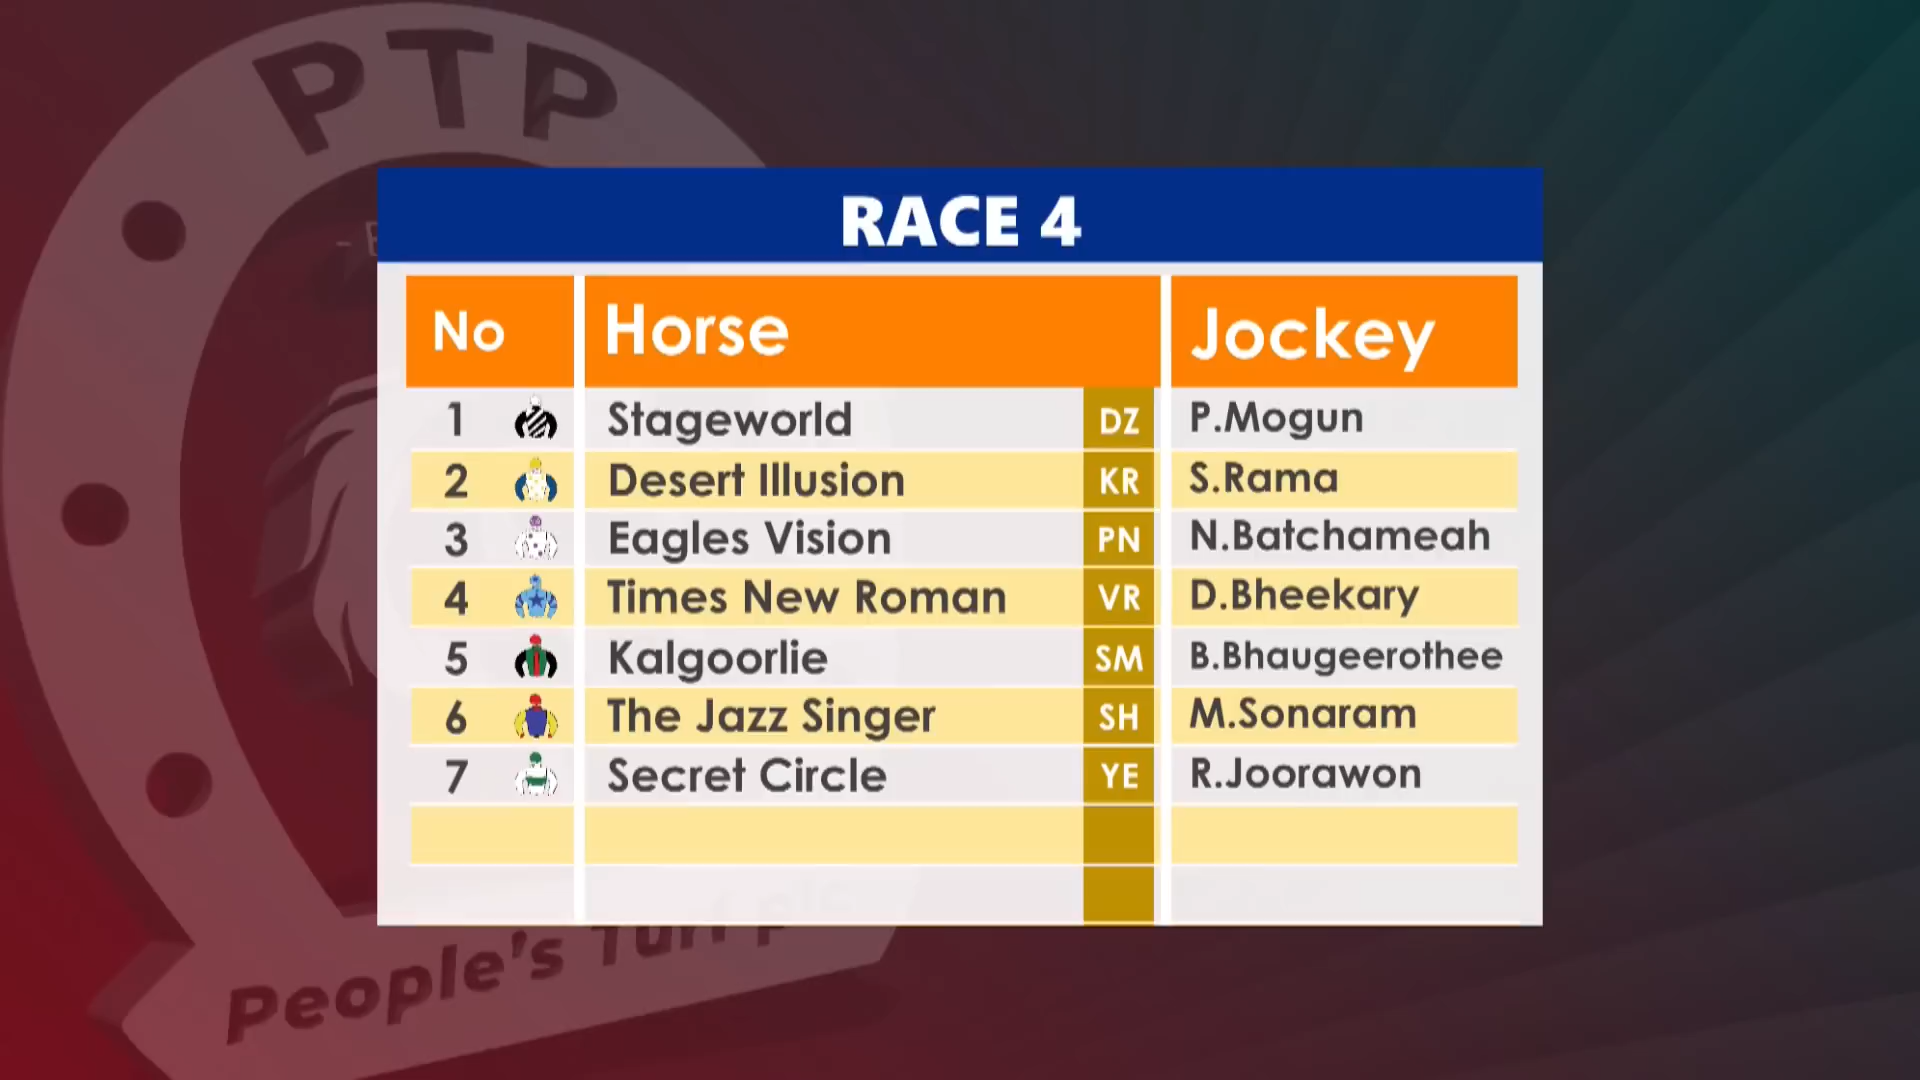 PTP
RACE 4
No Horse Jockey
1 Stageworld DZ P.Mogun
2 Desert Illusion KR S.Rama
3 Eagles Vision PN N.Batchameah
4 Times New Roman VR D.Bheekary
5 Kalgoorlie SM B.Bhaugeerothee
6 The Jazz Singer SH M.Sonaram
7 Secret Circle YE R.Joorawon
People's Turf plc